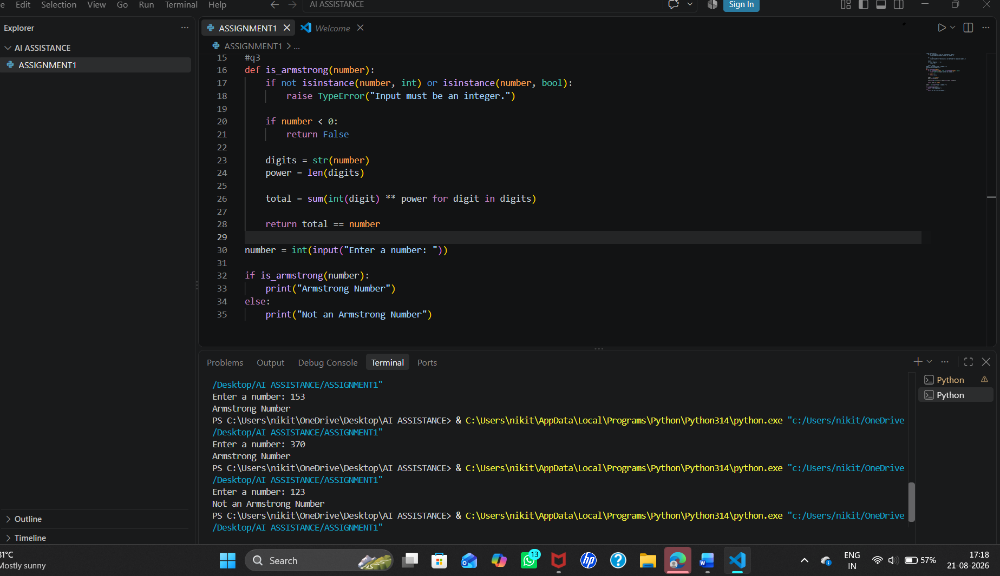 e Edit Selection View Go Run Terminal Help
AI ASSISTANCE
Sign In
Explorer
AI ASSISTANCE
ASSIGNMENT1
Outline
Timeline
ASSIGNMENT1
Welcome
ASSIGNMENT1 > ...
15 #q3
16 def is_armstrong(number):
17     if not isinstance(number, int) or isinstance(number, bool):
18         raise TypeError("Input must be an integer.")
19
20     if number < 0:
21         return False
22
23     digits = str(number)
24     power = len(digits)
25
26     total = sum(int(digit) ** power for digit in digits)
27
28     return total == number
29
30 number = int(input("Enter a number: "))
31
32 if is_armstrong(number):
33     print("Armstrong Number")
34 else:
35     print("Not an Armstrong Number")
Problems Output Debug Console Terminal Ports
/Desktop/AI ASSISTANCE/ASSIGNMENT1"
Enter a number: 153
Armstrong Number
PS C:\Users\nikit\OneDrive\Desktop\AI ASSISTANCE> & C:\Users\nikit\AppData\Local\Programs\Python\Python314\python.exe "c:/Users/nikit/OneDrive
/Desktop/AI ASSISTANCE/ASSIGNMENT1"
Enter a number: 370
Armstrong Number
PS C:\Users\nikit\OneDrive\Desktop\AI ASSISTANCE> & C:\Users\nikit\AppData\Local\Programs\Python\Python314\python.exe "c:/Users/nikit/OneDrive
/Desktop/AI ASSISTANCE/ASSIGNMENT1"
Enter a number: 123
Not an Armstrong Number
PS C:\Users\nikit\OneDrive\Desktop\AI ASSISTANCE> & C:\Users\nikit\AppData\Local\Programs\Python\Python314\python.exe "c:/Users/nikit/OneDrive
/Desktop/AI ASSISTANCE/ASSIGNMENT1"
Python
Python
31°C
Mostly sunny
Search
13
ENG
IN
57%
17:18
21-08-2026